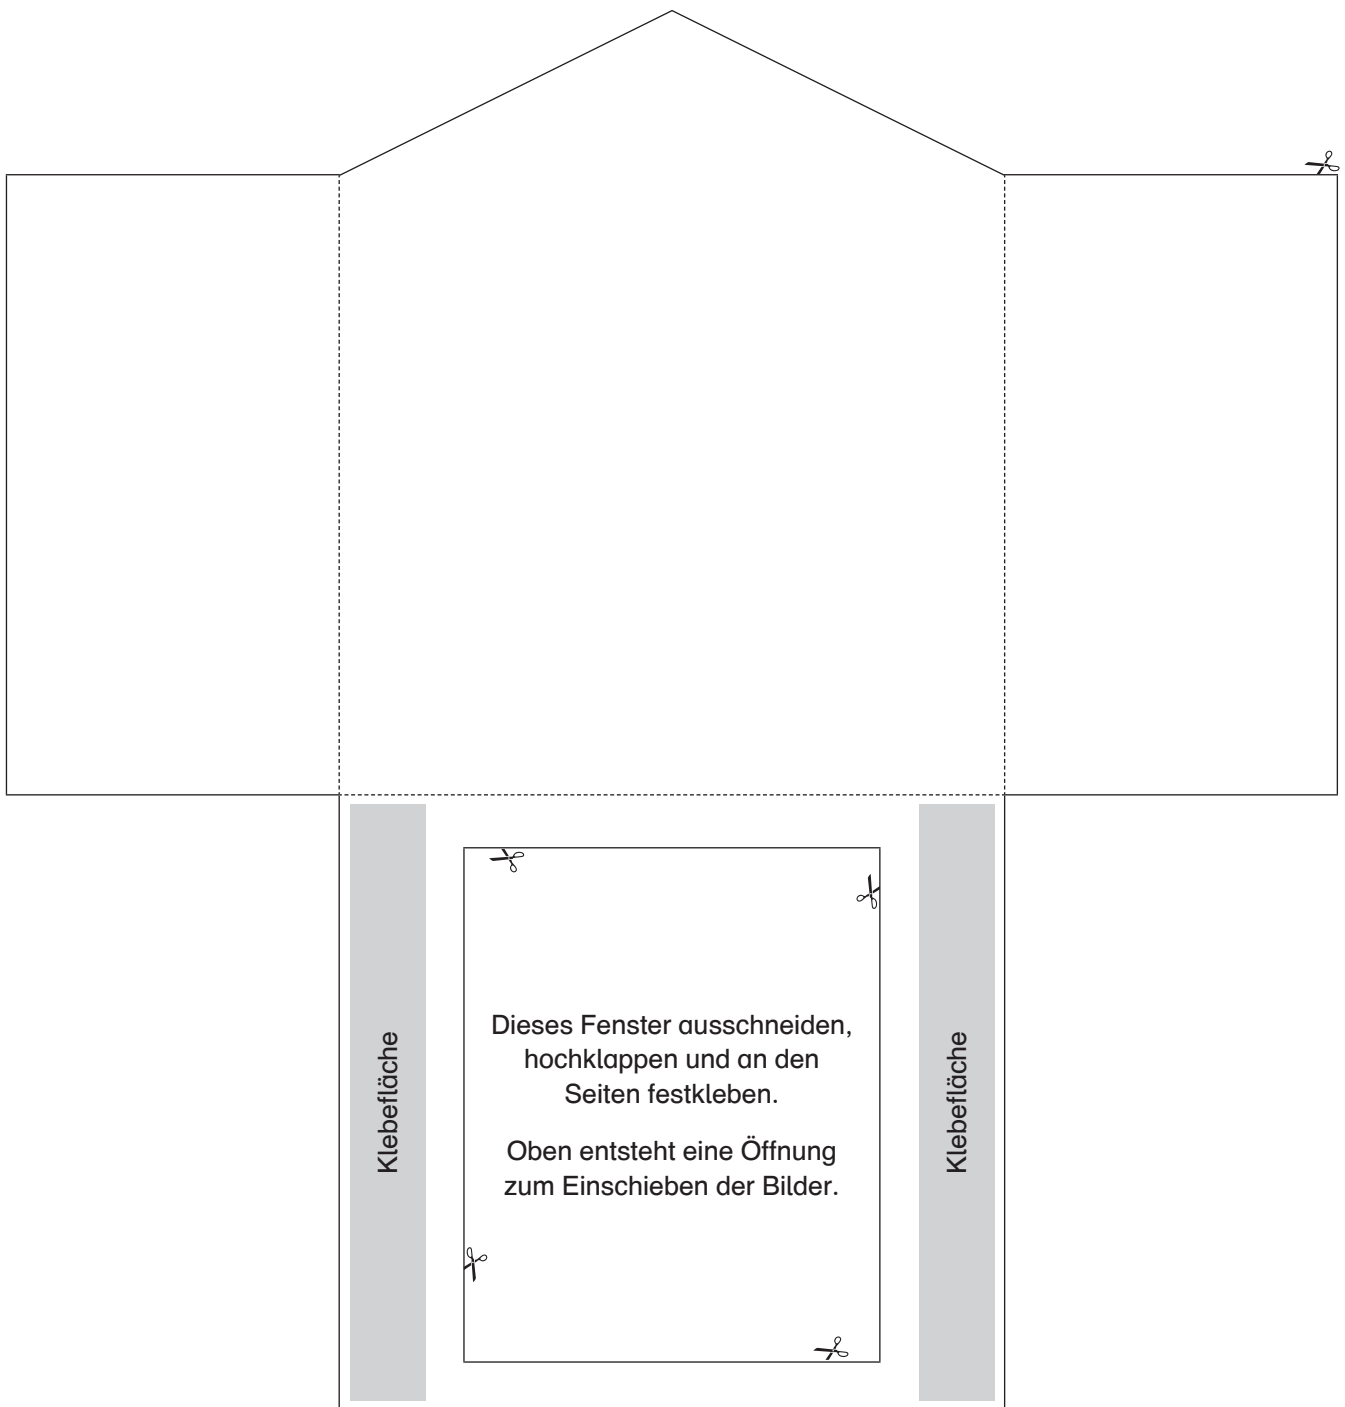 Klebefläche
Dieses Fenster ausschneiden,
hochklappen und an den
Seiten festkleben.
Oben entsteht eine Öffnung
zum Einschieben der Bilder.
Klebefläche